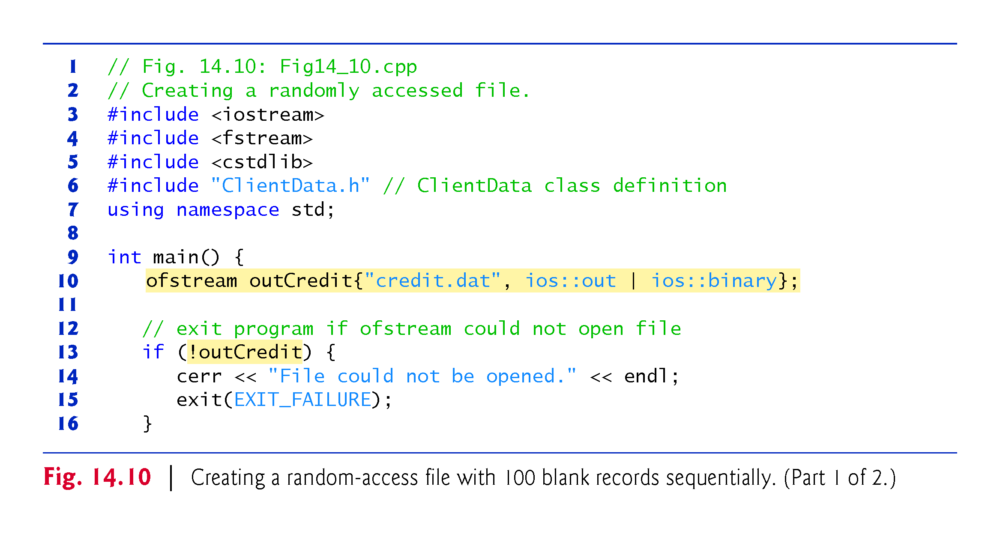 1 // Fig. 14.10: Fig14_10.cpp
2 // Creating a randomly accessed file.
3 #include <iostream>
4 #include <fstream>
5 #include <cstdlib>
6 #include "ClientData.h" // ClientData class definition
7 using namespace std;
8
9 int main() {
10 ofstream outCredit{"credit.dat", ios::out | ios::binary};
11
12 // exit program if ofstream could not open file
13 if (!outCredit) {
14 cerr << "File could not be opened." << endl;
15 exit(EXIT_FAILURE);
16 }
Fig. 14.10 | Creating a random-access file with 100 blank records sequentially. (Part 1 of 2.)